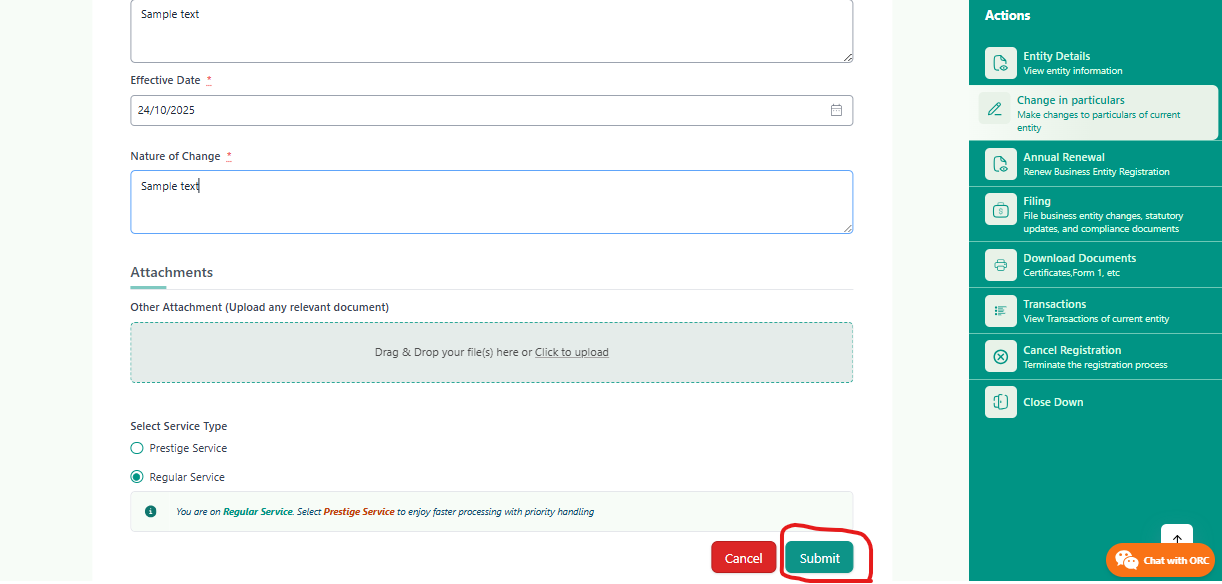 Sample text
Effective Date *
24/10/2025
Nature of Change *
Sample text
Attachments
Other Attachment (Upload any relevant document)
Drag & Drop your file(s) here or Click to upload
Select Service Type
Prestige Service
Regular Service
You are on Regular Service. Select Prestige Service to enjoy faster processing with priority handling
Cancel
Submit
Actions
Entity Details
View entity information
Change in particulars
Make changes to particulars of current
entity
Annual Renewal
Renew Business Entity Registration
Filing
File business entity changes, statutory
updates, and compliance documents
Download Documents
Certificates,Form 1, etc
Transactions
View Transactions of current entity
Cancel Registration
Terminate the registration process
Close Down
Chat with ORC